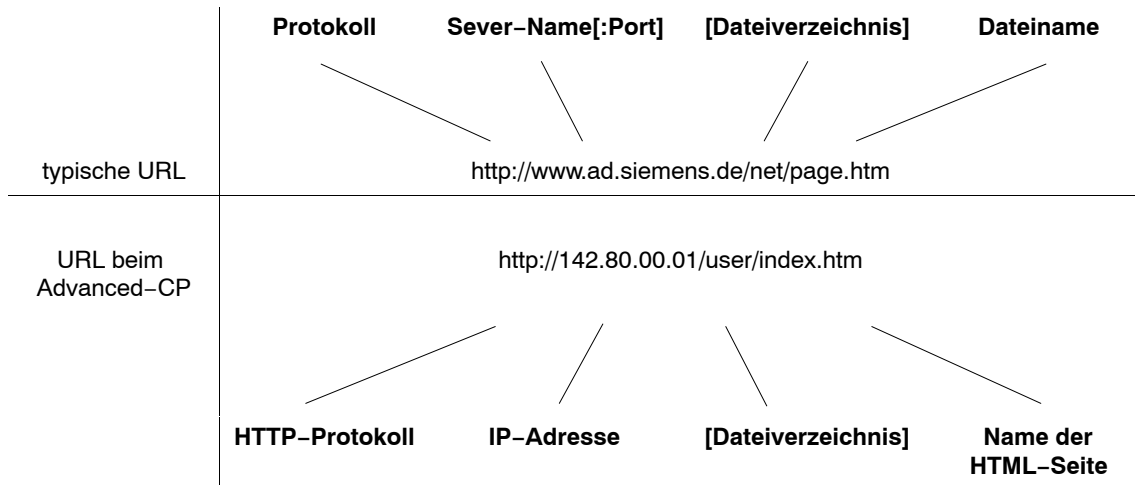 Protokoll Sever–Name[:Port] [Dateiverzeichnis] Dateiname
typische URL http://www.ad.siemens.de/net/page.htm
URL beim http://142.80.00.01/user/index.htm
Advanced–CP
HTTP–Protokoll IP–Adresse [Dateiverzeichnis] Name der
HTML–Seite